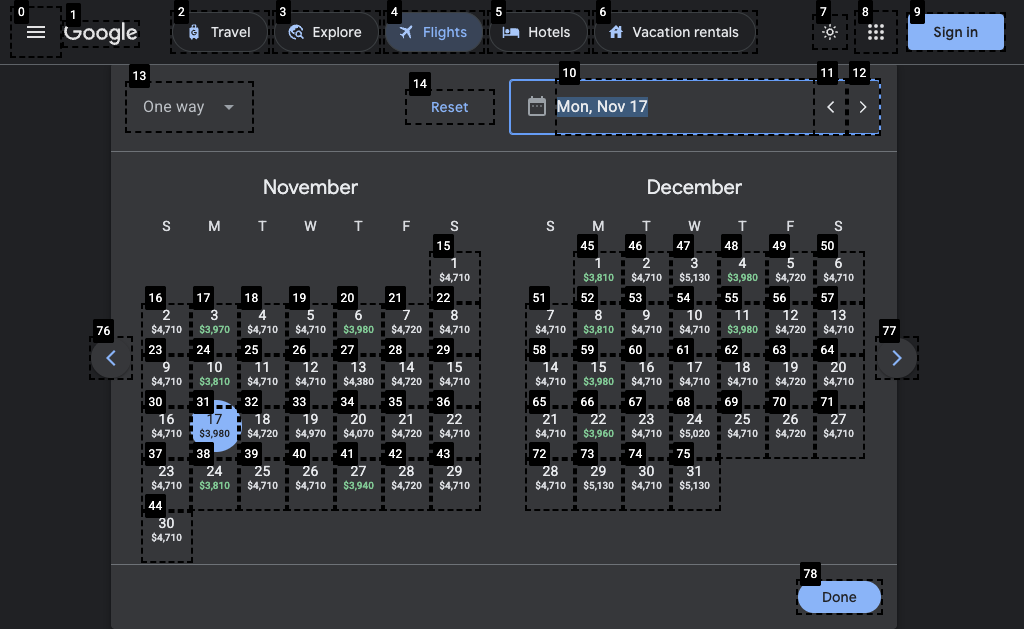 0 1 2 3 4 5 6 7 8 9
Google Travel Explore Flights Hotels Vacation rentals Sign in
13 14 10 11 12
One way Reset Mon, Nov 17
November
S M T W T F S
15
1
$4,710
16 17 18 19 20 21 22
2 3 4 5 6 7 8
$4,710 $3,970 $4,710 $4,710 $3,980 $4,720 $4,710
23 24 25 26 27 28 29
9 10 11 12 13 14 15
$4,710 $3,810 $4,710 $4,710 $4,380 $4,720 $4,710
30 31 32 33 34 35 36
16 17 18 19 20 21 22
$4,710 $3,980 $4,720 $4,970 $4,070 $4,720 $4,710
37 38 39 40 41 42 43
23 24 25 26 27 28 29
$4,710 $3,810 $4,710 $4,710 $3,940 $4,720 $4,710
44
30
$4,710
December
S M T W T F S
45 46 47 48 49 50
1 2 3 4 5 6
$3,810 $4,710 $5,130 $3,980 $4,720 $4,710
51 52 53 54 55 56 57
7 8 9 10 11 12 13
$4,710 $3,810 $4,710 $4,710 $3,980 $4,720 $4,710
58 59 60 61 62 63 64
14 15 16 17 18 19 20
$4,710 $3,980 $4,710 $4,710 $4,710 $4,720 $4,710
65 66 67 68 69 70 71
21 22 23 24 25 26 27
$4,710 $3,960 $4,720 $5,020 $4,710 $4,720 $4,710
72 73 74 75
28 29 30 31
$4,710 $5,130 $4,710 $5,130
76 77
78
Done